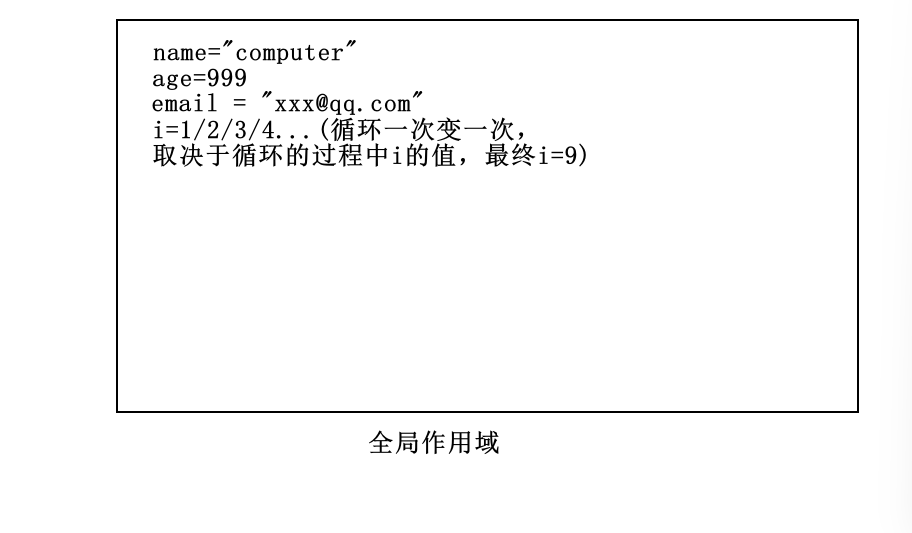 name="computer"
age=999
email = "xxx@qq.com"
i=1/2/3/4...(循环一次变一次，
取决于循环的过程中i的值，最终i=9)
全局作用域